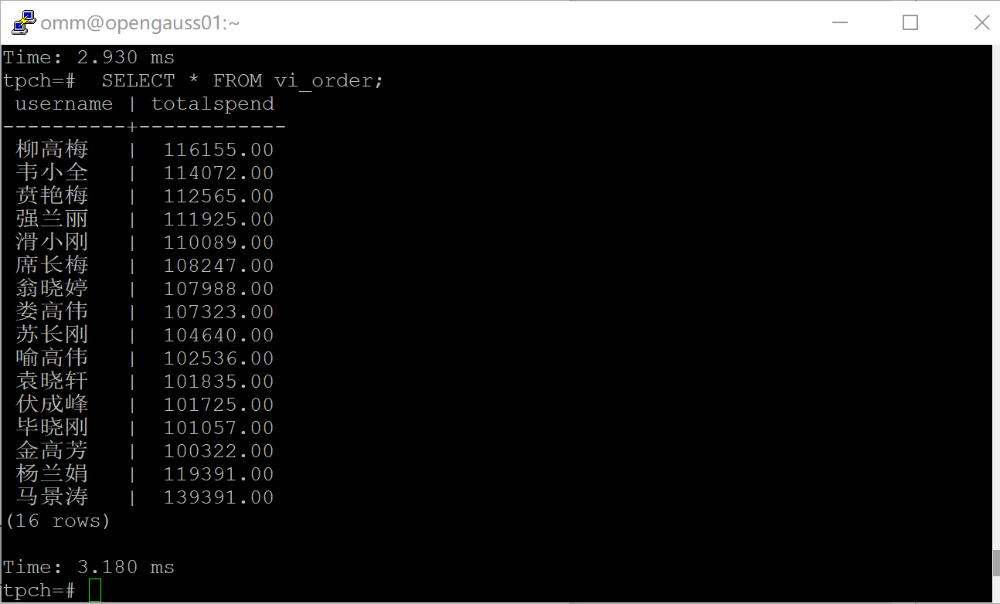 omm@opengauss01:~
Time: 2.930 ms
tpch=#  SELECT * FROM vi_order;
 username | totalspend
----------+------------
 柳高梅   |  116155.00
 韦小全   |  114072.00
 贲艳梅   |  112565.00
 强兰丽   |  111925.00
 滑小刚   |  110089.00
 席长梅   |  108247.00
 翁晓婷   |  107988.00
 娄高伟   |  107323.00
 苏长刚   |  104640.00
 喻高伟   |  102536.00
 袁晓轩   |  101835.00
 伏成峰   |  101725.00
 毕晓刚   |  101057.00
 金高芳   |  100322.00
 杨兰娟   |  119391.00
 马景涛   |  139391.00
(16 rows)
Time: 3.180 ms
tpch=#